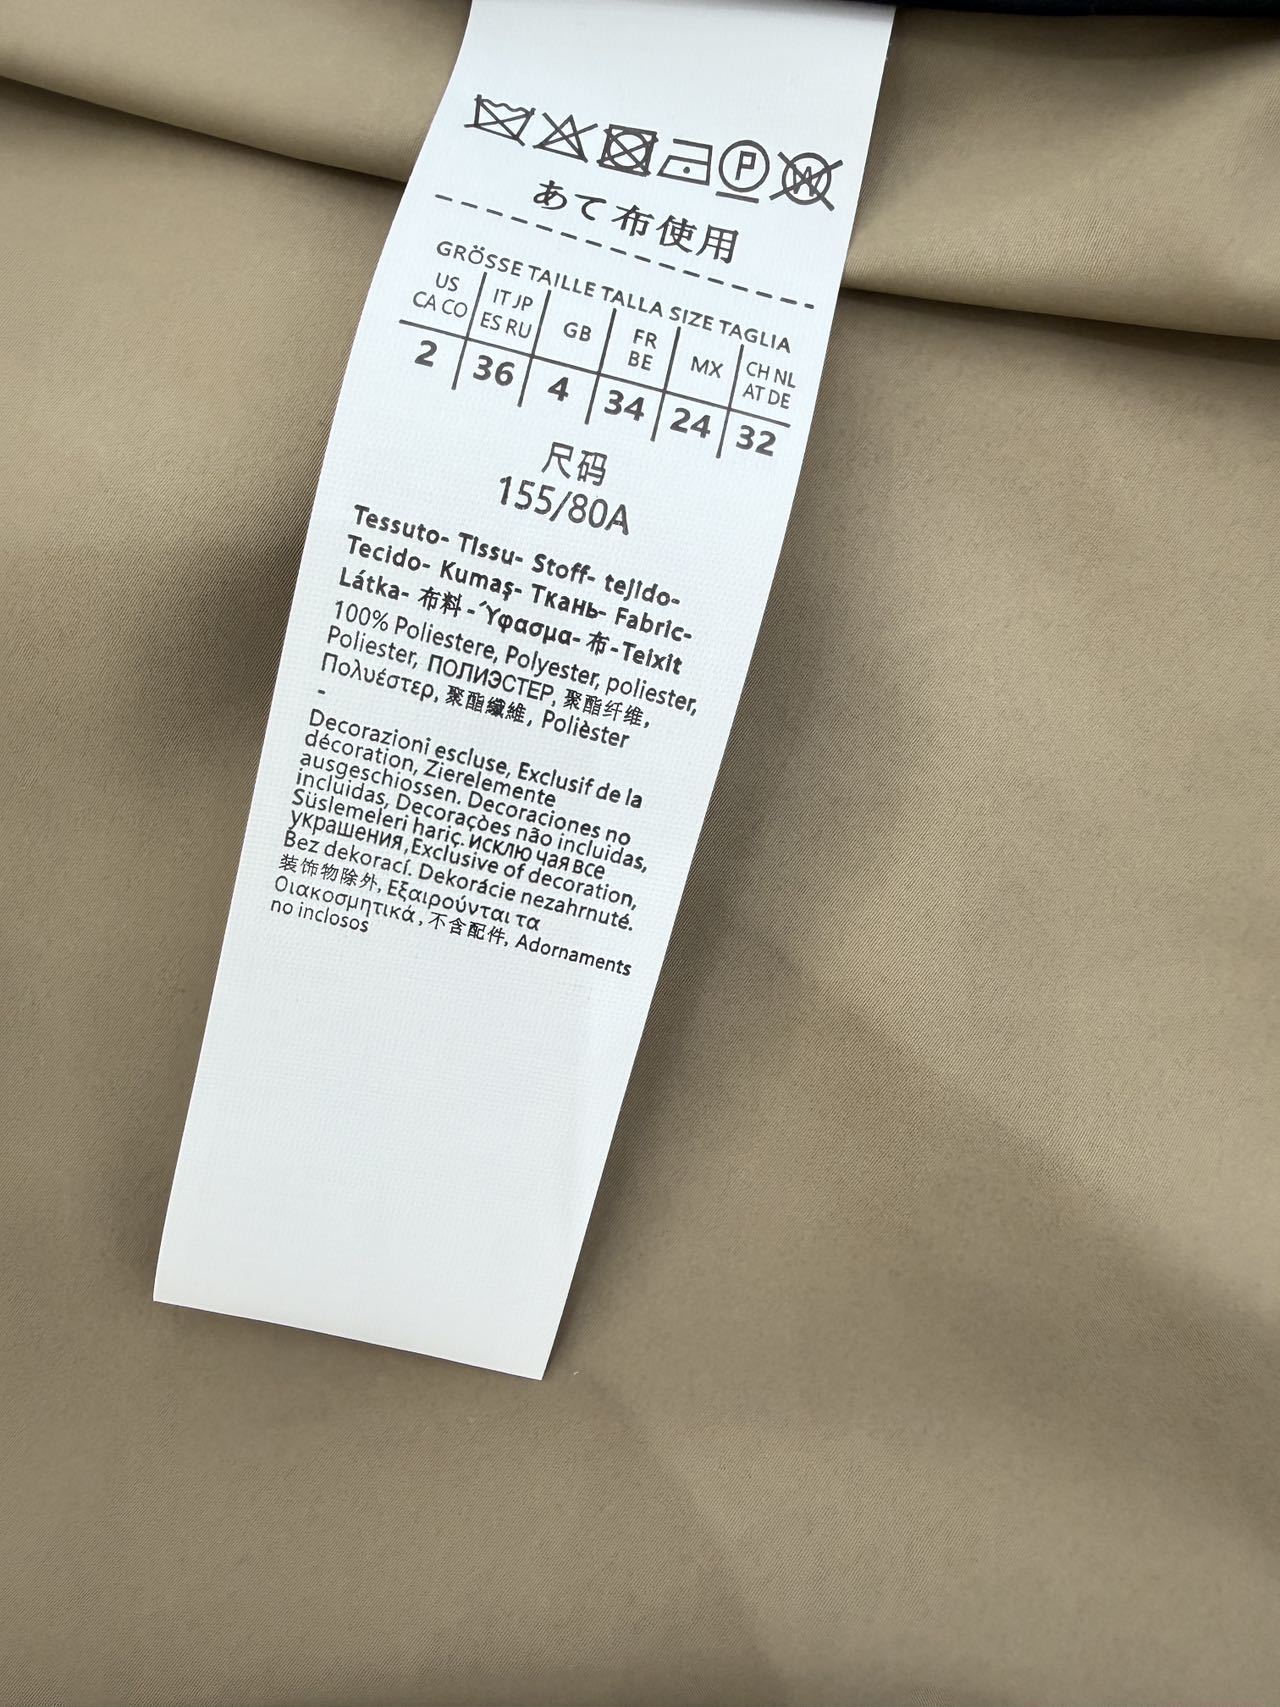 P W
あて布使用
GRÖSSE TAILLE TALLA SIZE TAGLIA
US CA CO IT JP ES RU GB FR BE MX CH NL AT DE
2 36 4 34 24 32
尺码
155/80A
Tessuto- Tissu- Stoff- tejido-
Tecido- Kumaş- Ткань- Fabric-
Látka- 布料 -Ύφασμα- 布 -Teixit
100% Poliestere, Polyester, poliester,
Poliester, ПОЛИЭСТЕР, 聚酯纤维,
Πολυέστερ, 聚酯纖維, Polièster
-
Decorazioni escluse, Exclusif de la
décoration, Zierelemente
ausgeschiossen. Decoraciones no
incluidas, Decorações não incluidas,
Süslemeleri hariç. ИСКЛЮ чая все
украшения ,Exclusive of decoration,
Bez dekorací. Dekorácie nezahrnuté.
装饰物除外, Εξαιρούνται τα
Οιακοσμητικά , 不含配件, Adornaments
no inclosos